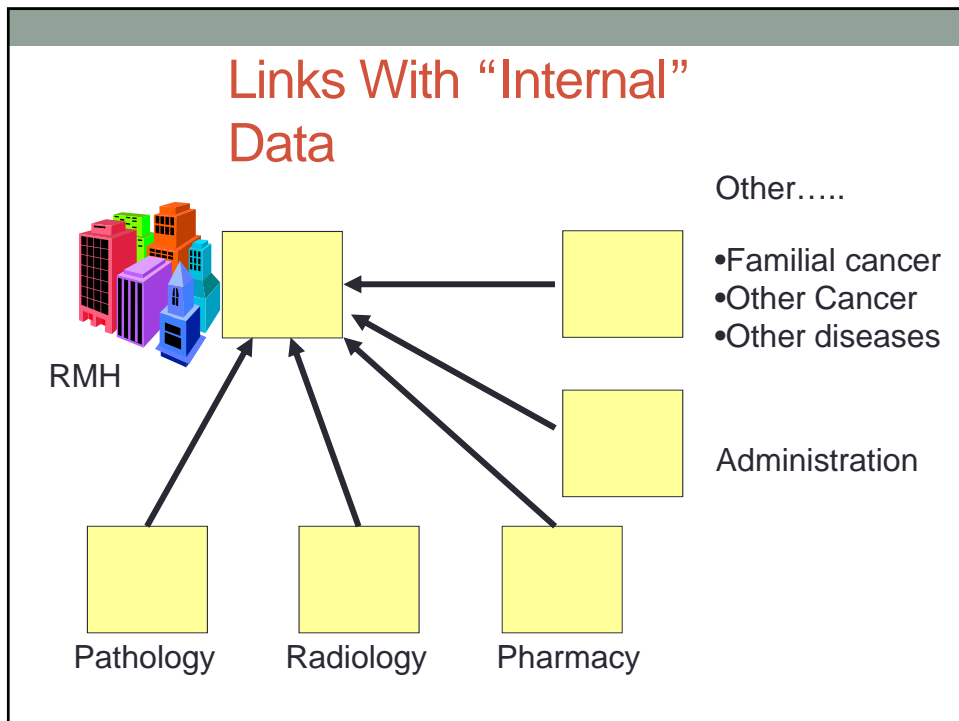 Links With “Internal”
Data
Other.....
•Familial cancer
•Other Cancer
•Other diseases
RMH
Administration
Pathology
Radiology
Pharmacy